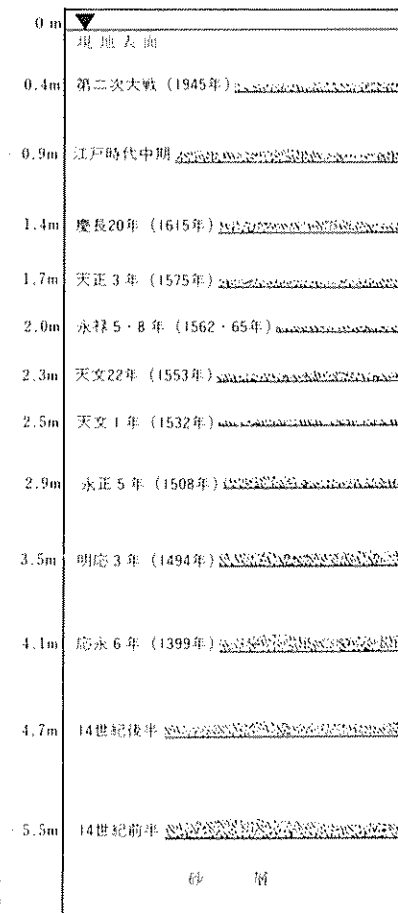 0 m
現地表面
0.4m 第二次大戦（1945年）
0.9m 江戸時代中期
1.4m 慶長20年（1615年）
1.7m 天正3年（1575年）
2.0m 永禄5・8年（1562・65年）
2.3m 天文22年（1553年）
2.5m 天文1年（1532年）
2.9m 永正5年（1508年）
3.5m 明応3年（1494年）
4.1m 応永6年（1399年）
4.7m 14世紀後半
5.5m 14世紀前半
砂層